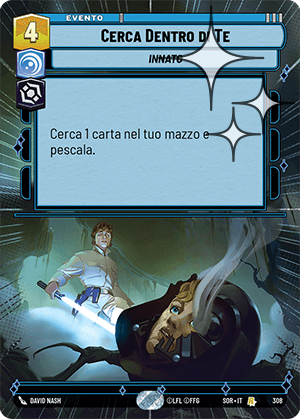 EVENTO
4
CERCA DENTRO DI TE
INNATO
Cerca 1 carta nel tuo mazzo e
pescala.
DAVID NASH
©LFL ©FFG
SOR • IT
308